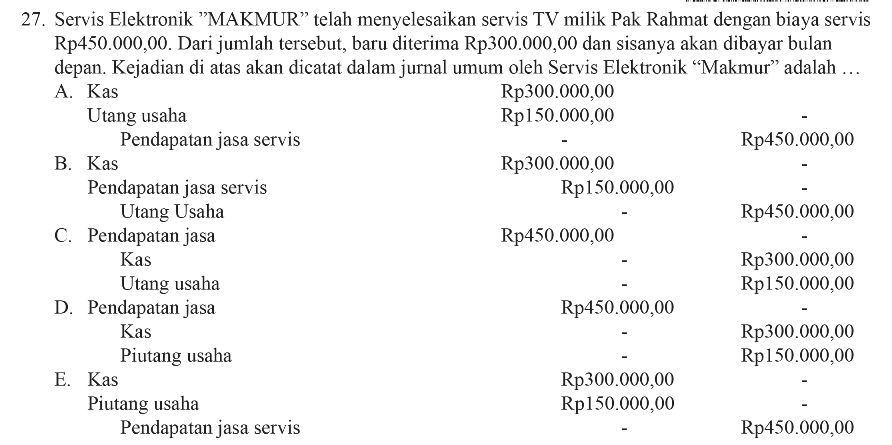 27. Servis Elektronik ”MAKMUR” telah menyelesaikan servis TV milik Pak Rahmat dengan biaya servis
Rp450.000,00. Dari jumlah tersebut, baru diterima Rp300.000,00 dan sisanya akan dibayar bulan
depan. Kejadian di atas akan dicatat dalam jurnal umum oleh Servis Elektronik “Makmur” adalah …
A. Kas Rp300.000,00
Utang usaha Rp150.000,00 -
Pendapatan jasa servis - Rp450.000,00
B. Kas Rp300.000,00 -
Pendapatan jasa servis Rp150.000,00 -
Utang Usaha - Rp450.000,00
C. Pendapatan jasa Rp450.000,00 -
Kas - Rp300.000,00
Utang usaha - Rp150.000,00
D. Pendapatan jasa Rp450.000,00 -
Kas - Rp300.000,00
Piutang usaha - Rp150.000,00
E. Kas Rp300.000,00 -
Piutang usaha Rp150.000,00 -
Pendapatan jasa servis - Rp450.000,00